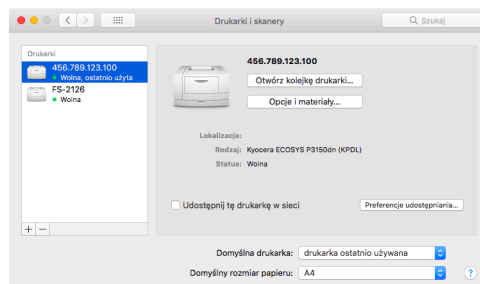 Drukarki i skanery
Szukaj
Drukarki
456.789.123.100
Wolna, ostatnio użyta
FS-2126
Wolna
456.789.123.100
Otwórz kolejkę drukarki...
Opcje i materiały...
Lokalizacja:
Rodzaj: Kyocera ECOSYS P3150dn (KPDL)
Status: Wolna
Udostępnij tę drukarkę w sieci
Preferencje udostępniania...
+ −
Domyślna drukarka: drukarka ostatnio używana
Domyślny rozmiar papieru: A4
?